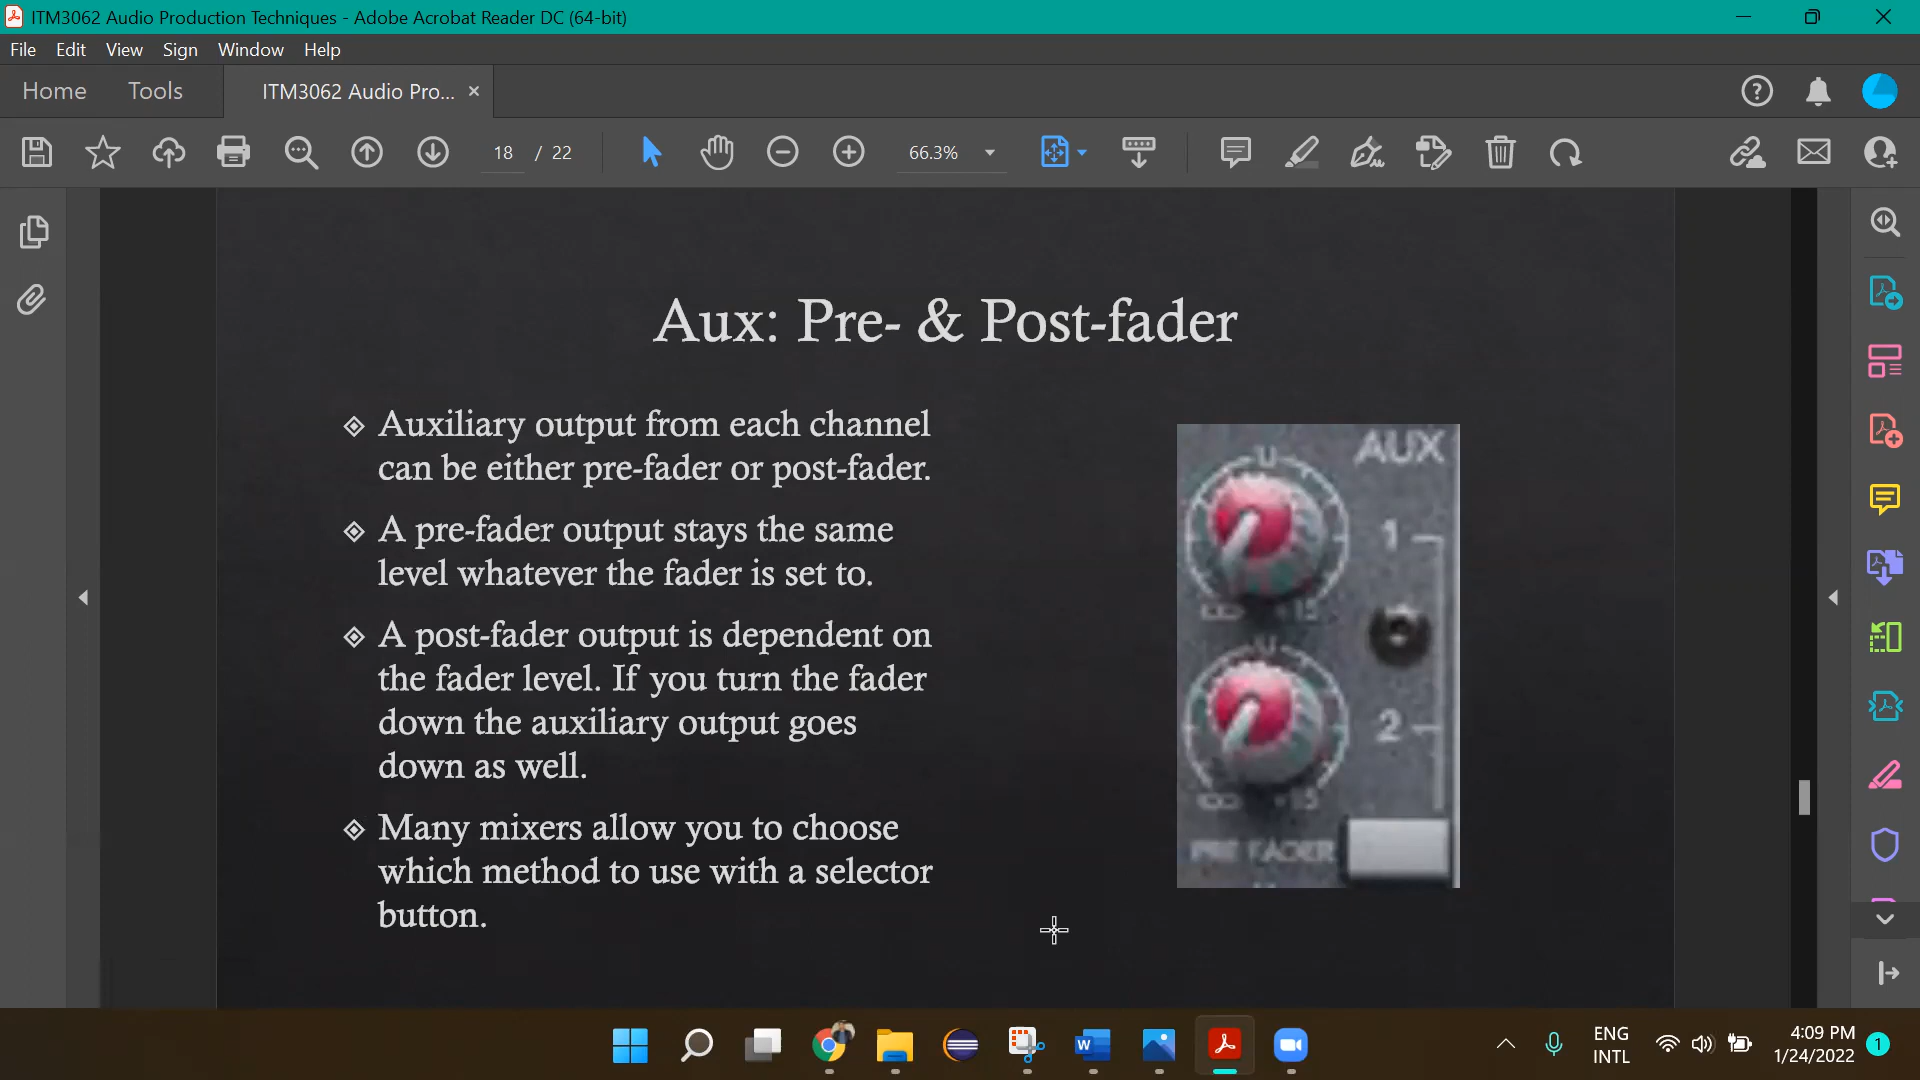 ITM3062 Audio Production Techniques - Adobe Acrobat Reader DC (64-bit)
File Edit View Sign Window Help
Home Tools ITM3062 Audio Pro... ×
18 / 22 66.3%
Aux: Pre- & Post-fader
Auxiliary output from each channel
can be either pre-fader or post-fader.
A pre-fader output stays the same
level whatever the fader is set to.
A post-fader output is dependent on
the fader level. If you turn the fader
down the auxiliary output goes
down as well.
Many mixers allow you to choose
which method to use with a selector
button.
AUX
U
1
∞ +15
U
2
∞ +15
PRE FADER
ENG
INTL
4:09 PM
1/24/2022
1